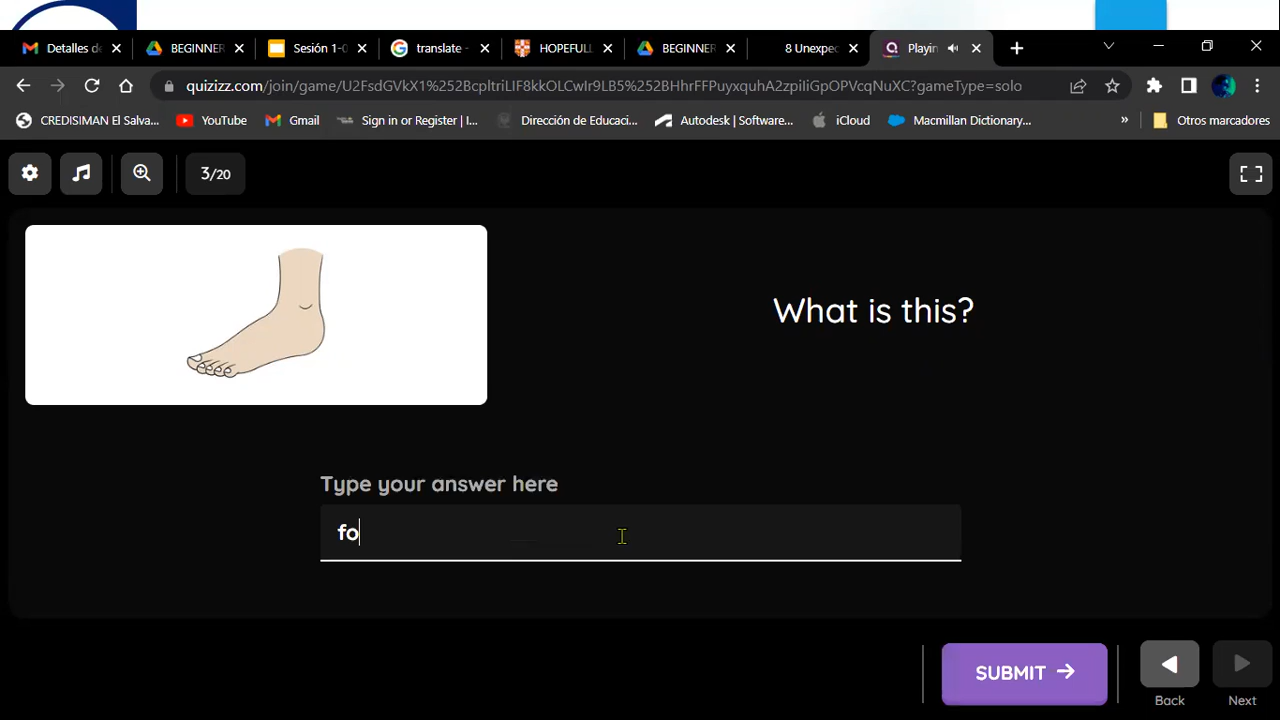 Detalles de
BEGINNER
Sesión 1-0
translate -
HOPEFULL
BEGINNER
8 Unexpec
Playin
quizizz.com/join/game/U2FsdGVkX1%252BcpltriLIF8kkOLCwIr9LB5%252BHhrFFPuyxquhA2zpiIiGpOPVcqNuXC?gameType=solo
CREDISIMAN El Salva...
YouTube
Gmail
Sign in or Register | I...
Dirección de Educaci...
Autodesk | Software...
iCloud
Macmillan Dictionary...
»
Otros marcadores
3/20
What is this?
Type your answer here
fo
SUBMIT
Back
Next